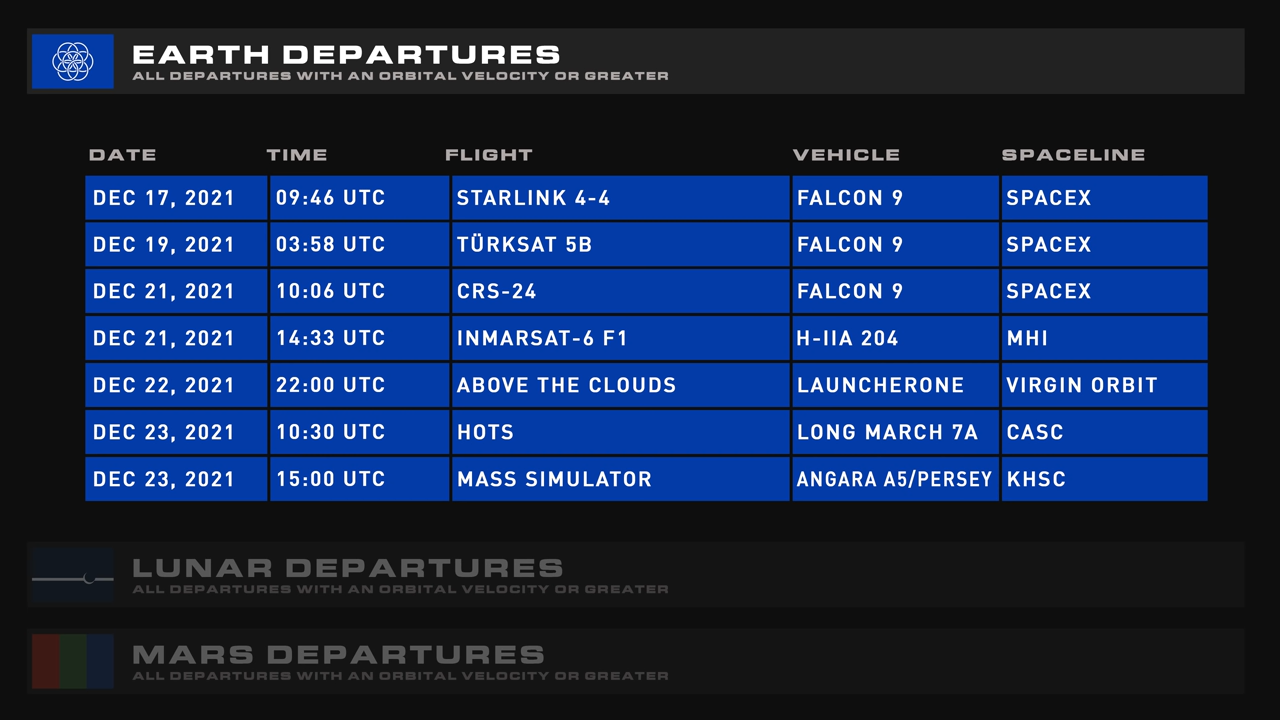 EARTH DEPARTURES
ALL DEPARTURES WITH AN ORBITAL VELOCITY OR GREATER
DATE TIME FLIGHT VEHICLE SPACELINE
DEC 17, 2021 09:46 UTC STARLINK 4-4 FALCON 9 SPACEX
DEC 19, 2021 03:58 UTC TÜRKSAT 5B FALCON 9 SPACEX
DEC 21, 2021 10:06 UTC CRS-24 FALCON 9 SPACEX
DEC 21, 2021 14:33 UTC INMARSAT-6 F1 H-IIA 204 MHI
DEC 22, 2021 22:00 UTC ABOVE THE CLOUDS LAUNCHERONE VIRGIN ORBIT
DEC 23, 2021 10:30 UTC HOTS LONG MARCH 7A CASC
DEC 23, 2021 15:00 UTC MASS SIMULATOR ANGARA A5/PERSEY KHSC
LUNAR DEPARTURES
ALL DEPARTURES WITH AN ORBITAL VELOCITY OR GREATER
MARS DEPARTURES
ALL DEPARTURES WITH AN ORBITAL VELOCITY OR GREATER